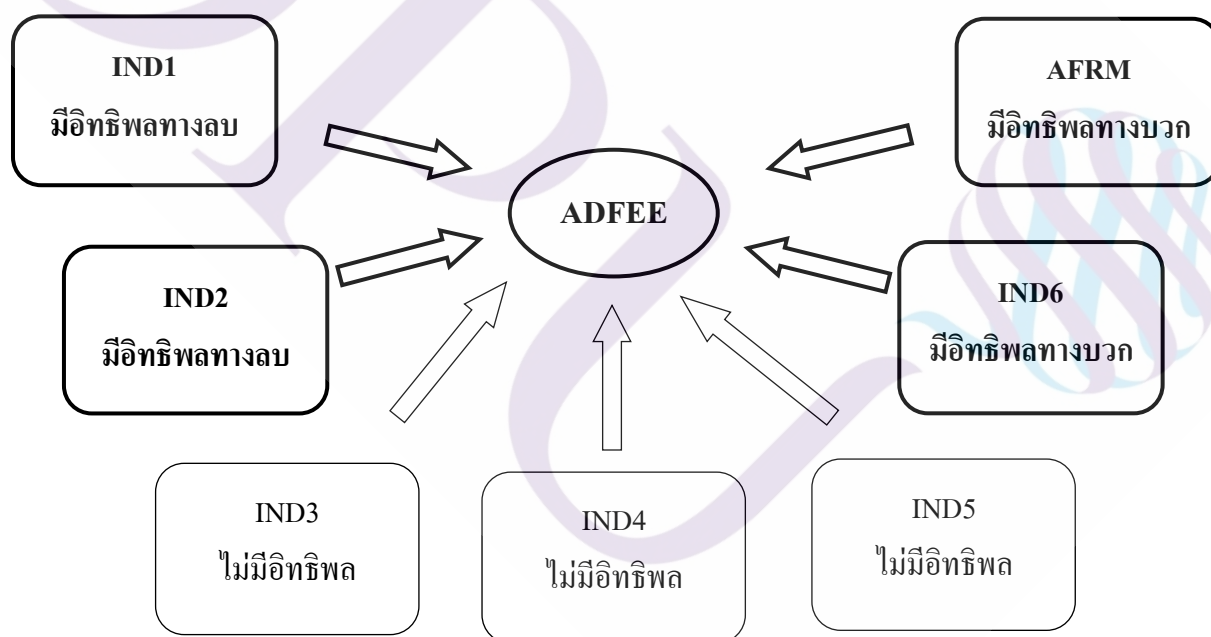 IND1
มีอิทธิพลทางลบ
AFRM
มีอิทธิพลทางบวก
ADFEE
IND2
มีอิทธิพลทางลบ
IND6
มีอิทธิพลทางบวก
IND3
ไม่มีอิทธิพล
IND4
ไม่มีอิทธิพล
IND5
ไม่มีอิทธิพล